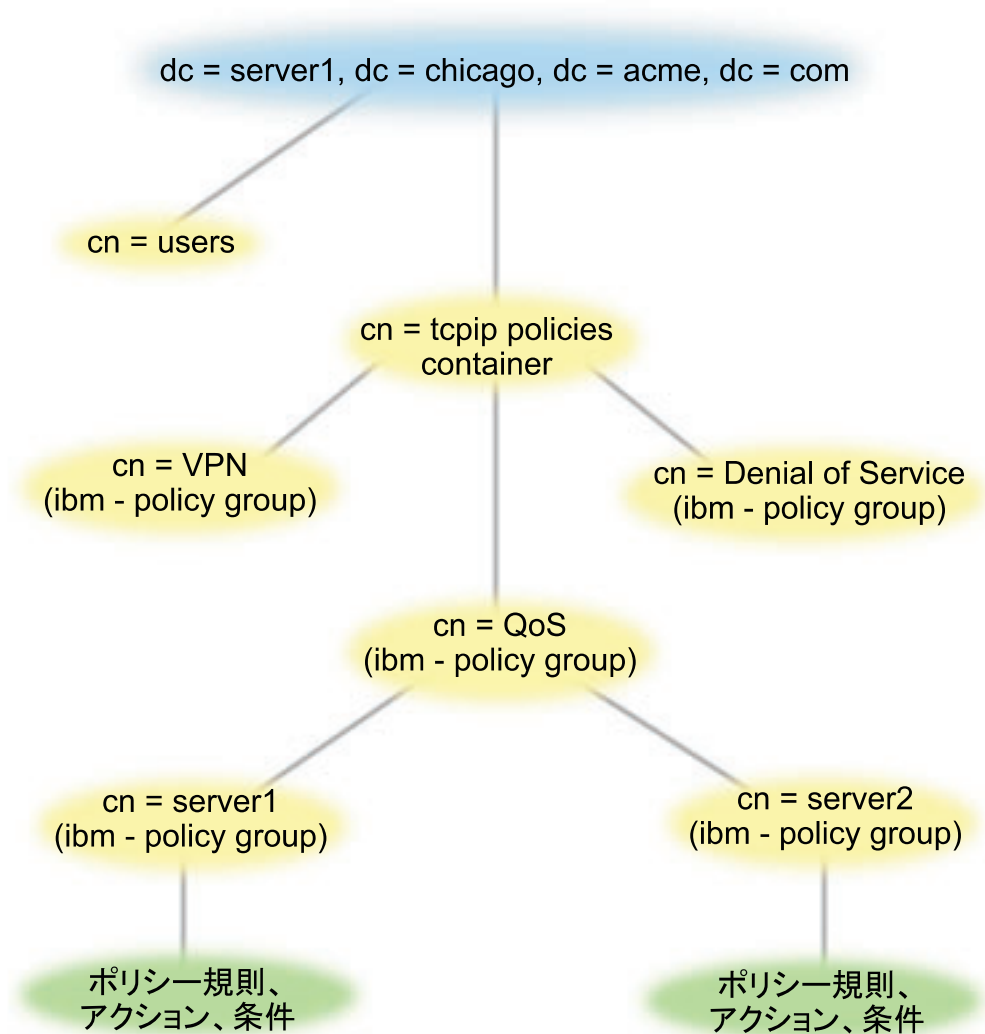 dc = server1, dc = chicago, dc = acme, dc = com
cn = users
cn = tcpip policies
container
cn = VPN
(ibm - policy group)
cn = Denial of Service
(ibm - policy group)
cn = QoS
(ibm - policy group)
cn = server1
(ibm - policy group)
cn = server2
(ibm - policy group)
ポリシー規則、
アクション、条件
ポリシー規則、
アクション、条件